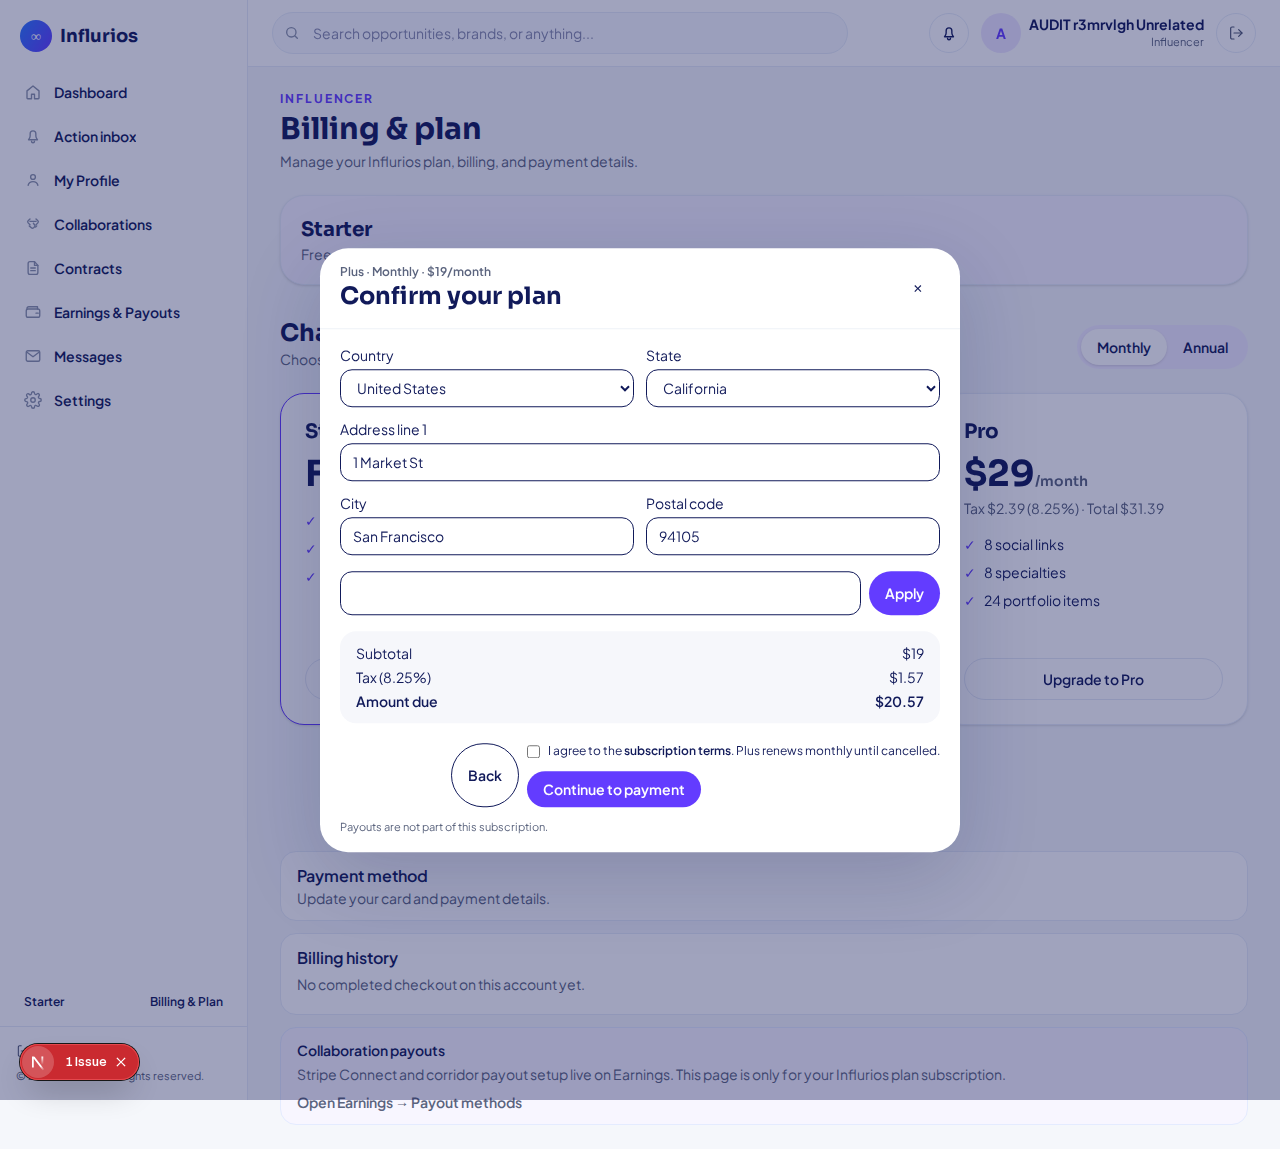 Influrios
Search opportunities, brands, or anything...
A
AUDIT r3mrvlgh Unrelated
Influencer
Dashboard
Action inbox
My Profile
Collaborations
Contracts
Earnings & Payouts
Messages
Settings
Starter
Billing & Plan
1 Issue
©
ghts reserved.
INFLUENCER
Billing & plan
Manage your Influrios plan, billing, and payment details.
Starter
Free
Cha
Choos
Monthly
Annual
St
F
✓
✓
✓
Plus · Monthly · $19/month
Confirm your plan
×
Country
State
United States
California
Address line 1
1 Market St
City
Postal code
San Francisco
94105
Apply
Subtotal
$19
Tax (8.25%)
$1.57
Amount due
$20.57
Back
I agree to the subscription terms. Plus renews monthly until cancelled.
Continue to payment
Payouts are not part of this subscription.
Pro
$29/month
Tax $2.39 (8.25%) · Total $31.39
✓ 8 social links
✓ 8 specialties
✓ 24 portfolio items
Upgrade to Pro
Payment method
Update your card and payment details.
Billing history
No completed checkout on this account yet.
Collaboration payouts
Stripe Connect and corridor payout setup live on Earnings. This page is only for your Influrios plan subscription.
Open Earnings → Payout methods